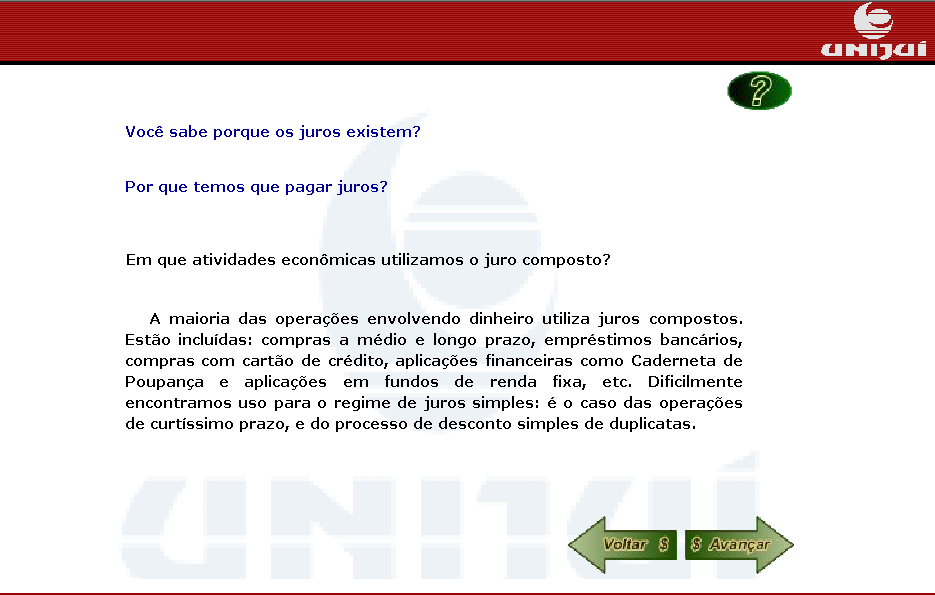 UNIJUÍ
?
Você sabe porque os juros existem?
Por que temos que pagar juros?
Em que atividades econômicas utilizamos o juro composto?
A maioria das operações envolvendo dinheiro utiliza juros compostos.
Estão incluídas: compras a médio e longo prazo, empréstimos bancários,
compras com cartão de crédito, aplicações financeiras como Caderneta de
Poupança e aplicações em fundos de renda fixa, etc. Dificilmente
encontramos uso para o regime de juros simples: é o caso das operações
de curtíssimo prazo, e do processo de desconto simples de duplicatas.
UNIJUÍ
Voltar $ $ Avançar